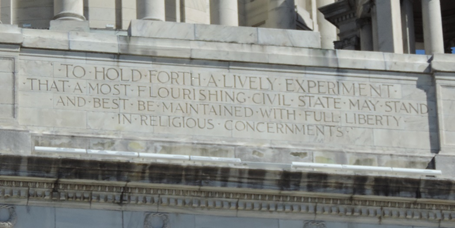 TO·HOLD·FORTH·A·LIVELY·EXPERIMENT·
·THAT·A·MOST·FLOURISHING·CIVIL·STATE·MAY·STAND
·AND·BEST·BE·MAINTAINED·WITH·FULL·LIBERTY·
·IN·RELIGIOUS·CONCERNMENTS·